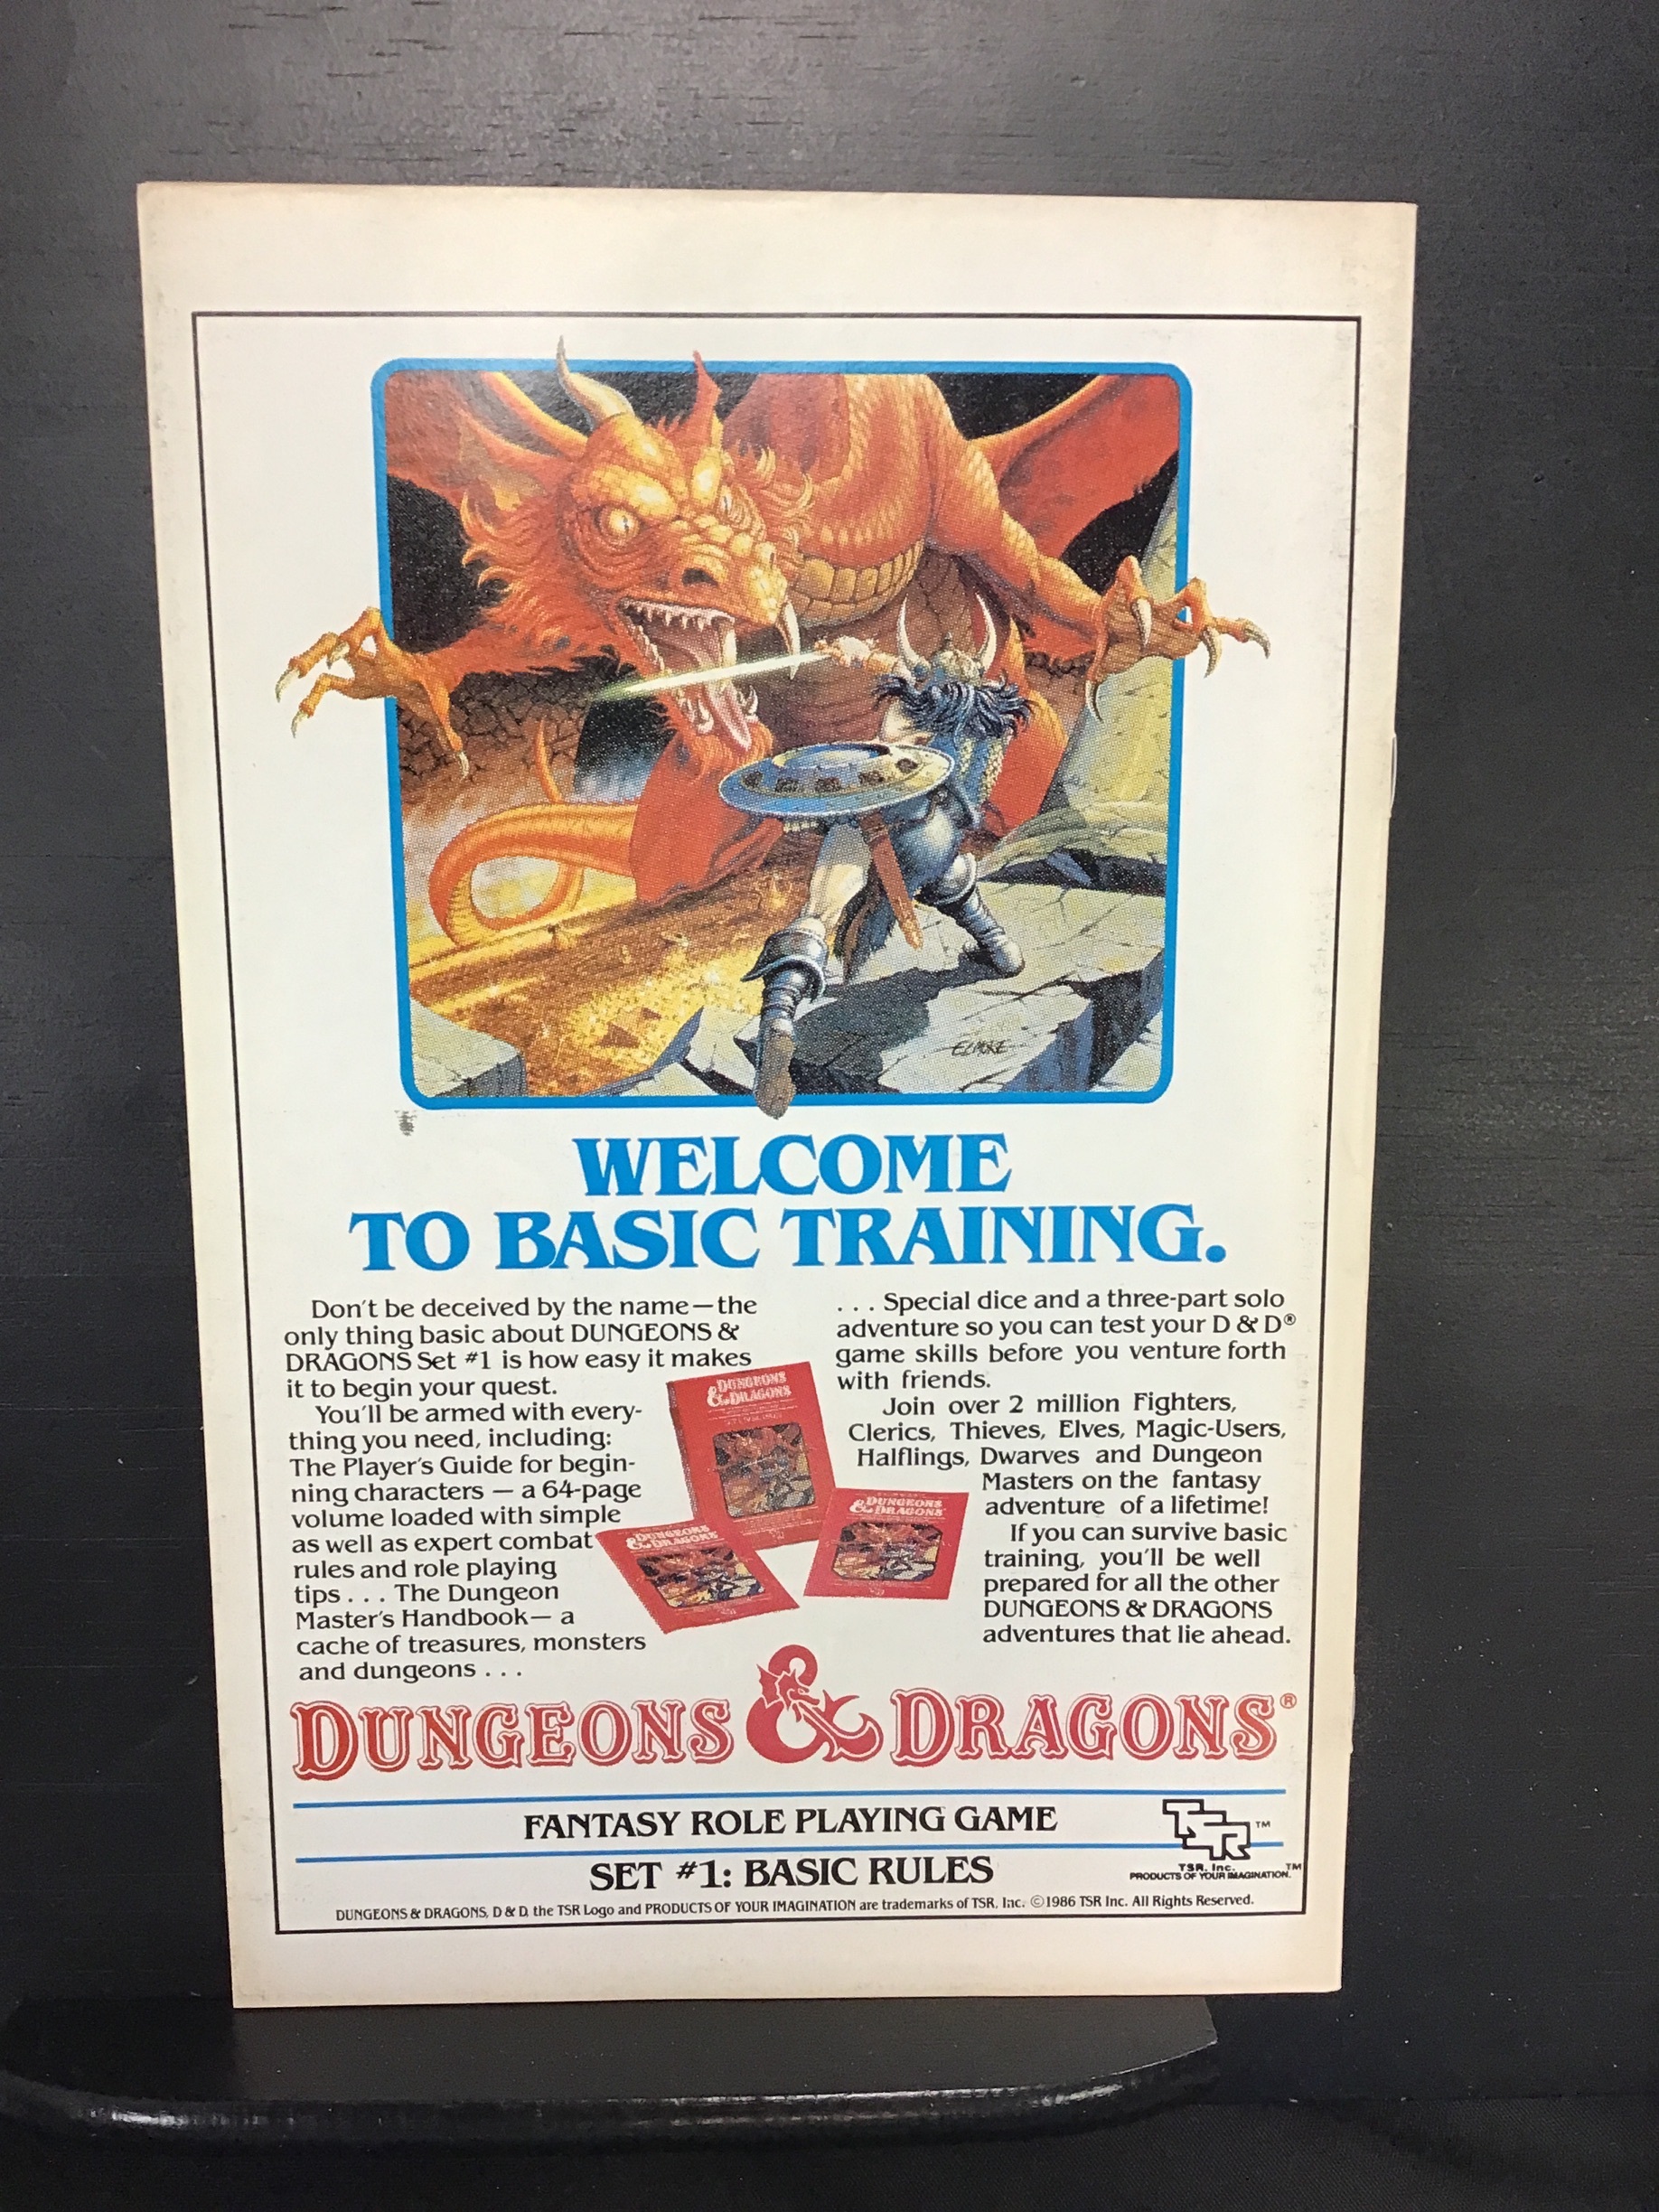 ELMORE
WELCOME
TO BASIC TRAINING.
Don't be deceived by the name—the
only thing basic about DUNGEONS &
DRAGONS Set #1 is how easy it makes
it to begin your quest.
You'll be armed with every-
thing you need, including:
The Player's Guide for begin-
ning characters — a 64-page
volume loaded with simple
as well as expert combat
rules and role playing
tips . . . The Dungeon
Master's Handbook— a
cache of treasures, monsters
and dungeons . . .
. . . Special dice and a three-part solo
adventure so you can test your D & D®
game skills before you venture forth
with friends.
Join over 2 million Fighters,
Clerics, Thieves, Elves, Magic-Users,
Halflings, Dwarves and Dungeon
Masters on the fantasy
adventure of a lifetime!
If you can survive basic
training, you'll be well
prepared for all the other
DUNGEONS & DRAGONS
adventures that lie ahead.
DUNGEONS
& DRAGONS
DUNGEONS
& DRAGONS
DUNGEONS
& DRAGONS
DUNGEONS & DRAGONS®
FANTASY ROLE PLAYING GAME
SET #1: BASIC RULES
TSR™
TSR, Inc.
PRODUCTS OF YOUR IMAGINATION.™
DUNGEONS & DRAGONS, D & D, the TSR Logo and PRODUCTS OF YOUR IMAGINATION are trademarks of TSR, Inc. ©1986 TSR Inc. All Rights Reserved.